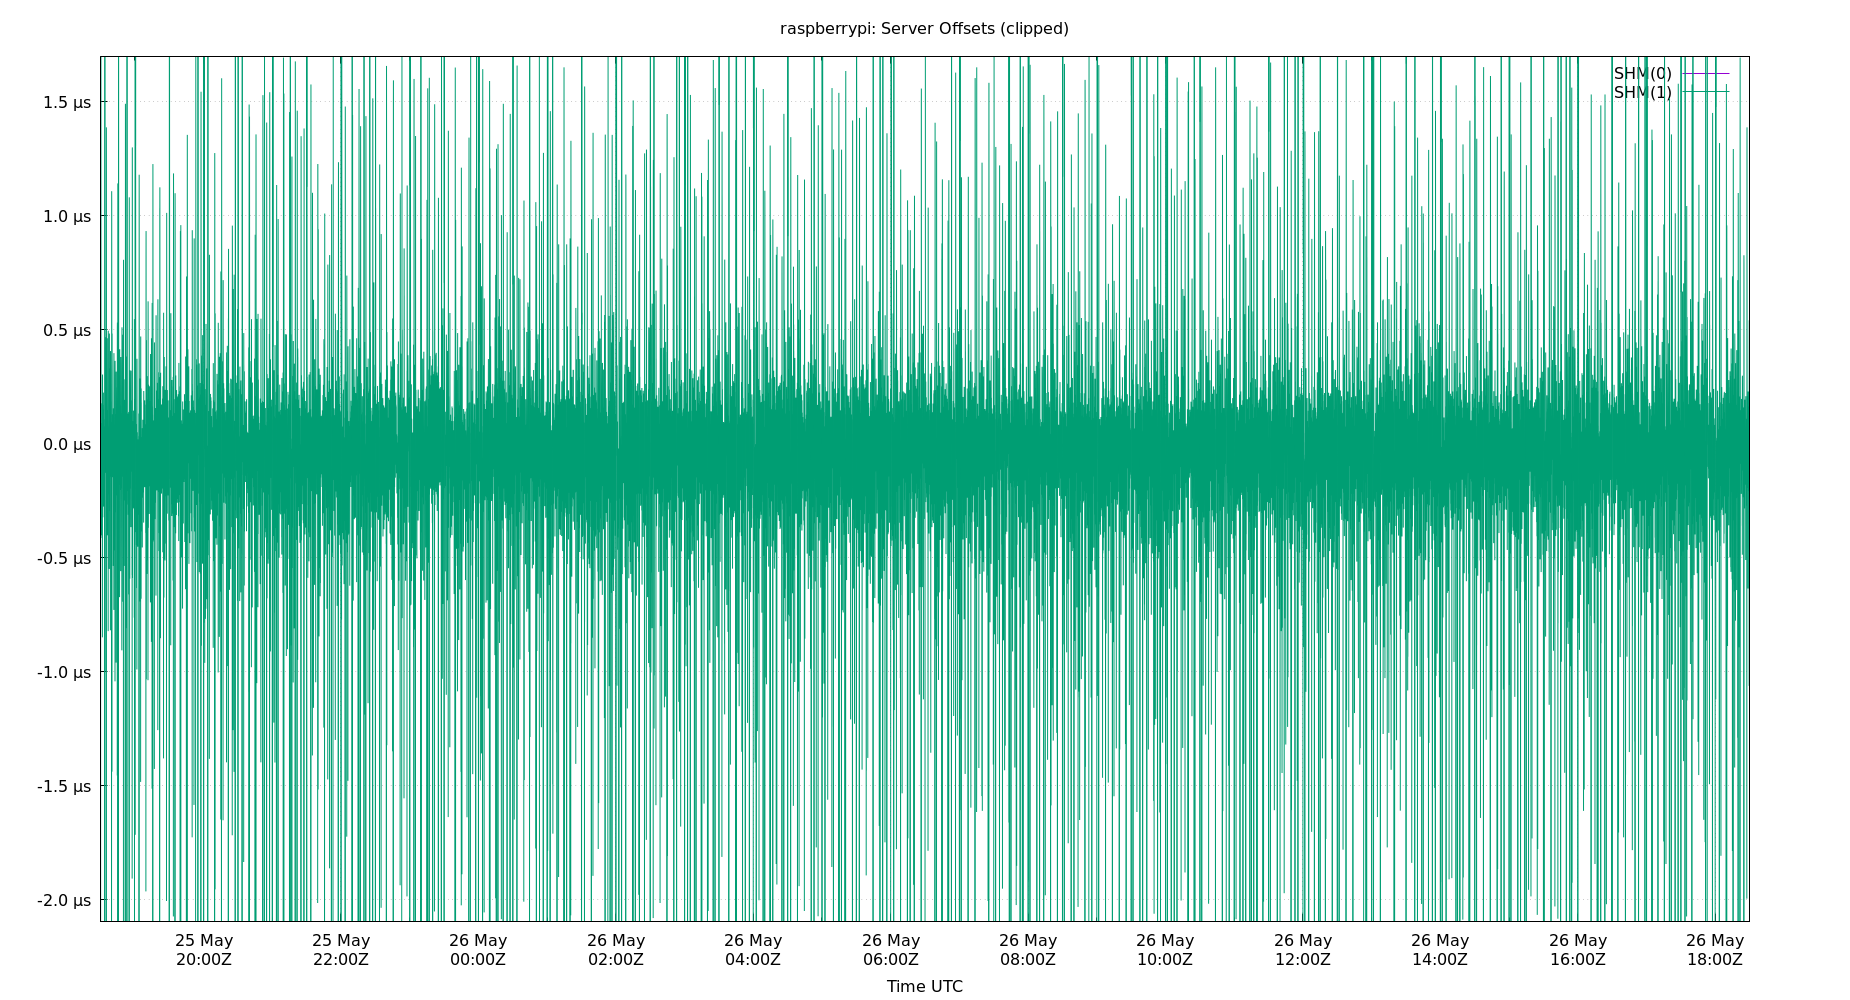 raspberrypi: Server Offsets (clipped)
SHM(0)
SHM(1)
1.5 µs
1.0 µs
0.5 µs
0.0 µs
-0.5 µs
-1.0 µs
-1.5 µs
-2.0 µs
25 May 25 May 26 May 26 May 26 May 26 May 26 May 26 May 26 May 26 May 26 May 26 May
20:00Z 22:00Z 00:00Z 02:00Z 04:00Z 06:00Z 08:00Z 10:00Z 12:00Z 14:00Z 16:00Z 18:00Z
Time UTC